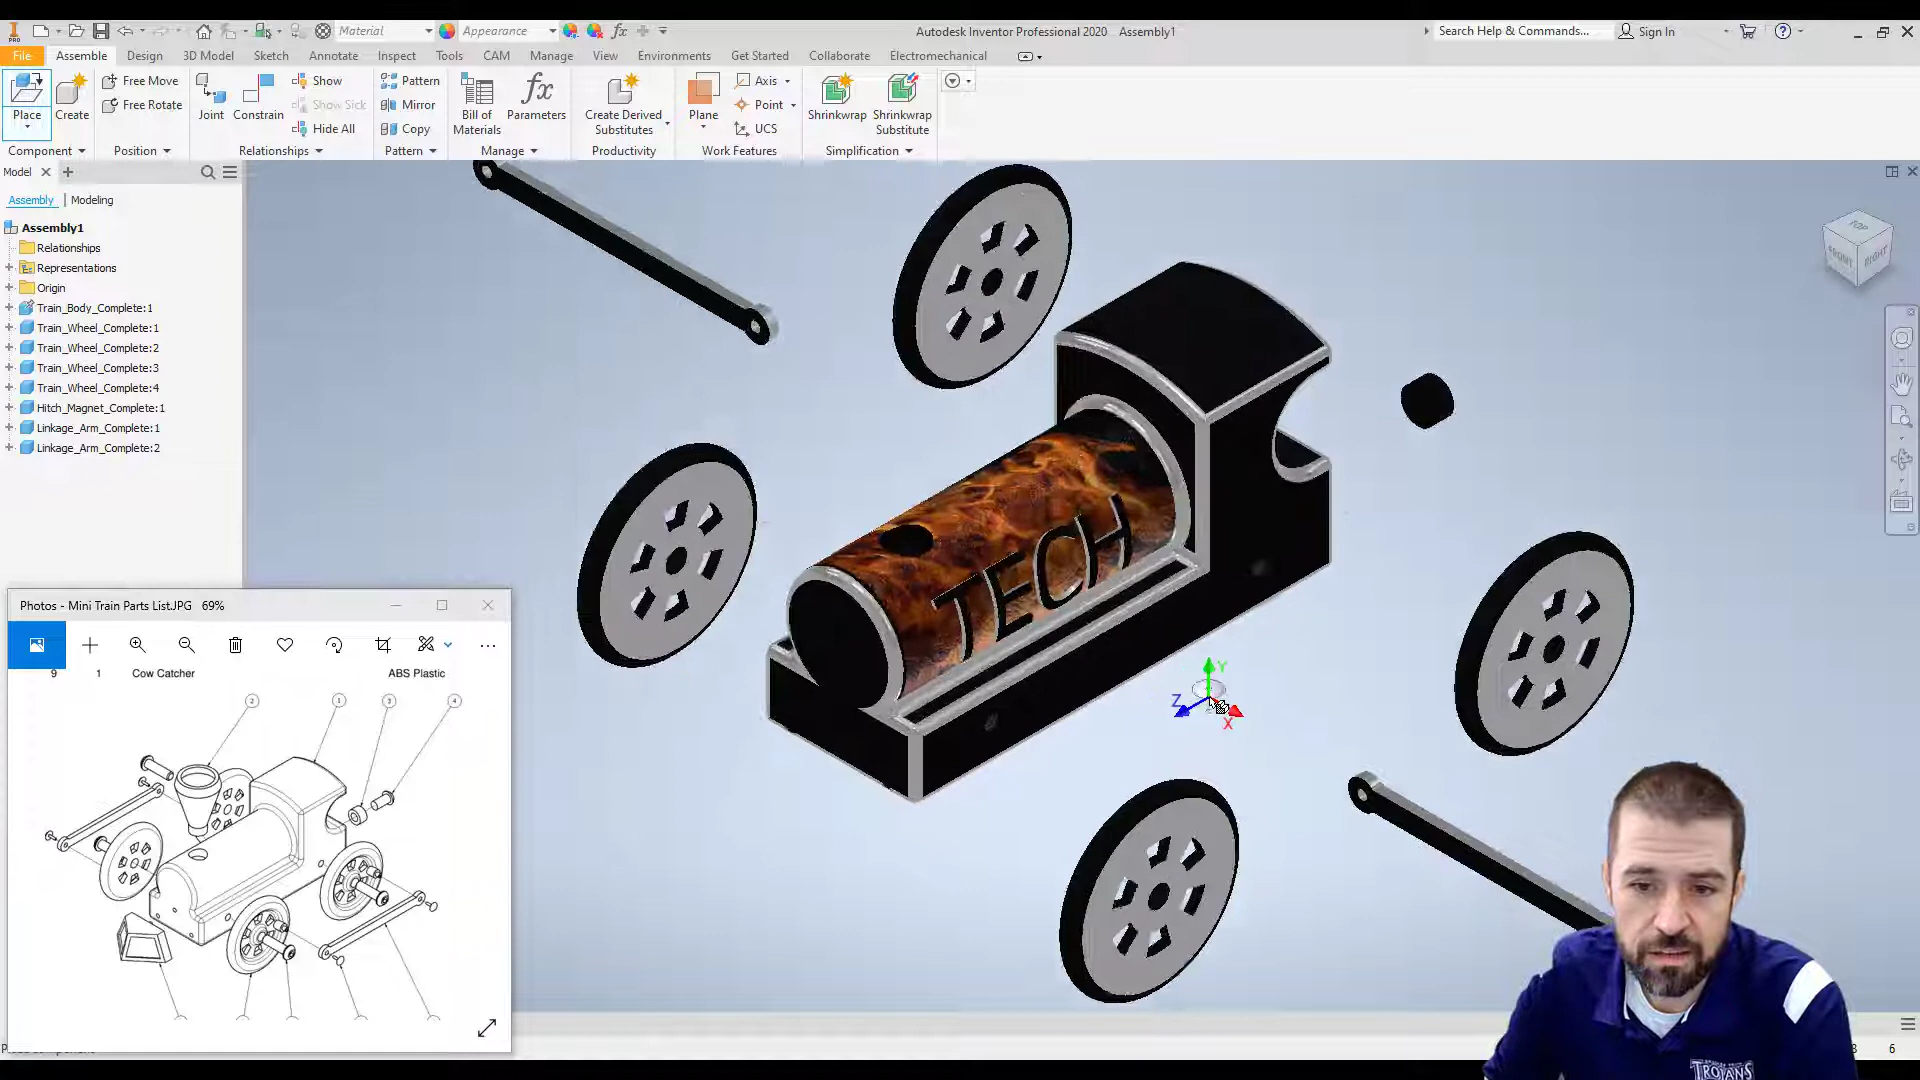 Material
Appearance
Autodesk Inventor Professional 2020 Assembly1
Search Help & Commands...
Sign In
File
Assemble
Design
3D Model
Sketch
Annotate
Inspect
Tools
CAM
Manage
View
Environments
Get Started
Collaborate
Electromechanical
Place
Create
Free Move
Free Rotate
Joint
Constrain
Show
Show Sick
Hide All
Pattern
Mirror
Copy
Bill of
Materials
fx
Parameters
Create Derived
Substitutes
Plane
Axis
Point
UCS
Shrinkwrap
Shrinkwrap
Substitute
Component
Position
Relationships
Pattern
Manage
Productivity
Work Features
Simplification
Model
Assembly
Modeling
Assembly1
Relationships
Representations
Origin
Train_Body_Complete:1
Train_Wheel_Complete:1
Train_Wheel_Complete:2
Train_Wheel_Complete:3
Train_Wheel_Complete:4
Hitch_Magnet_Complete:1
Linkage_Arm_Complete:1
Linkage_Arm_Complete:2
TOP
FRONT
RIGHT
TECH
Y
Z
X
Photos - Mini Train Parts List.JPG 69%
9 1 Cow Catcher ABS Plastic
2 1 3 4
6
TROJANS